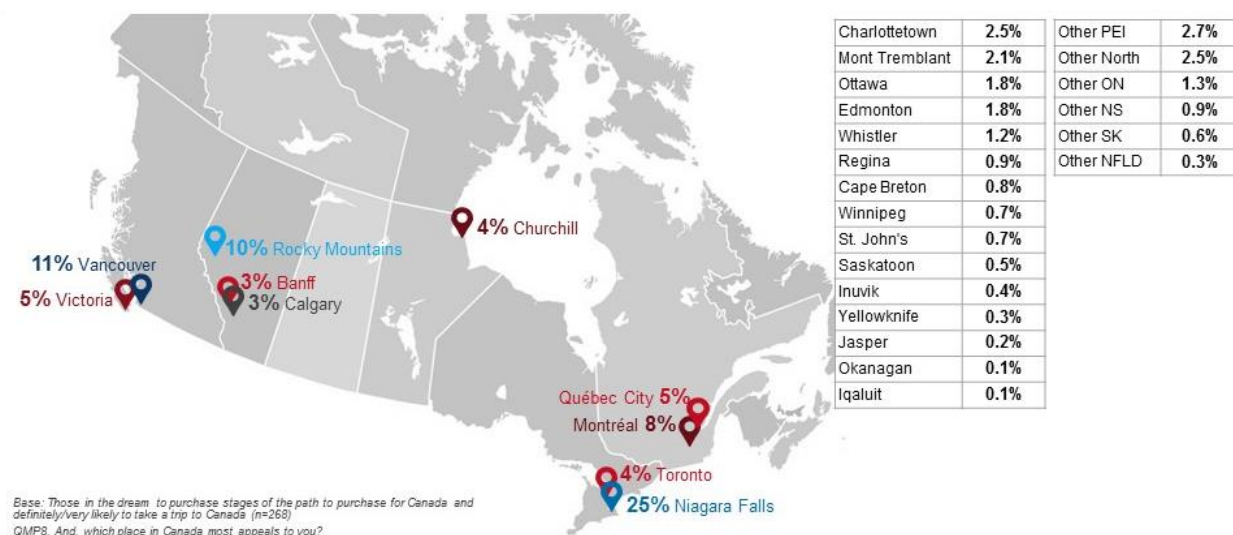 11% Vancouver
5% Victoria
10% Rocky Mountains
3% Banff
3% Calgary
4% Churchill
Québec City 5%
Montréal 8%
4% Toronto
25% Niagara Falls
Charlottetown 2.5%
Mont Tremblant 2.1%
Ottawa 1.8%
Edmonton 1.8%
Whistler 1.2%
Regina 0.9%
Cape Breton 0.8%
Winnipeg 0.7%
St. John's 0.7%
Saskatoon 0.5%
Inuvik 0.4%
Yellowknife 0.3%
Jasper 0.2%
Okanagan 0.1%
Iqaluit 0.1%
Other PEI 2.7%
Other North 2.5%
Other ON 1.3%
Other NS 0.9%
Other SK 0.6%
Other NFLD 0.3%
Base: Those in the dream to purchase stages of the path to purchase for Canada and
definitely/very likely to take a trip to Canada (n=268)
QMP8. And, which place in Canada most appeals to you?